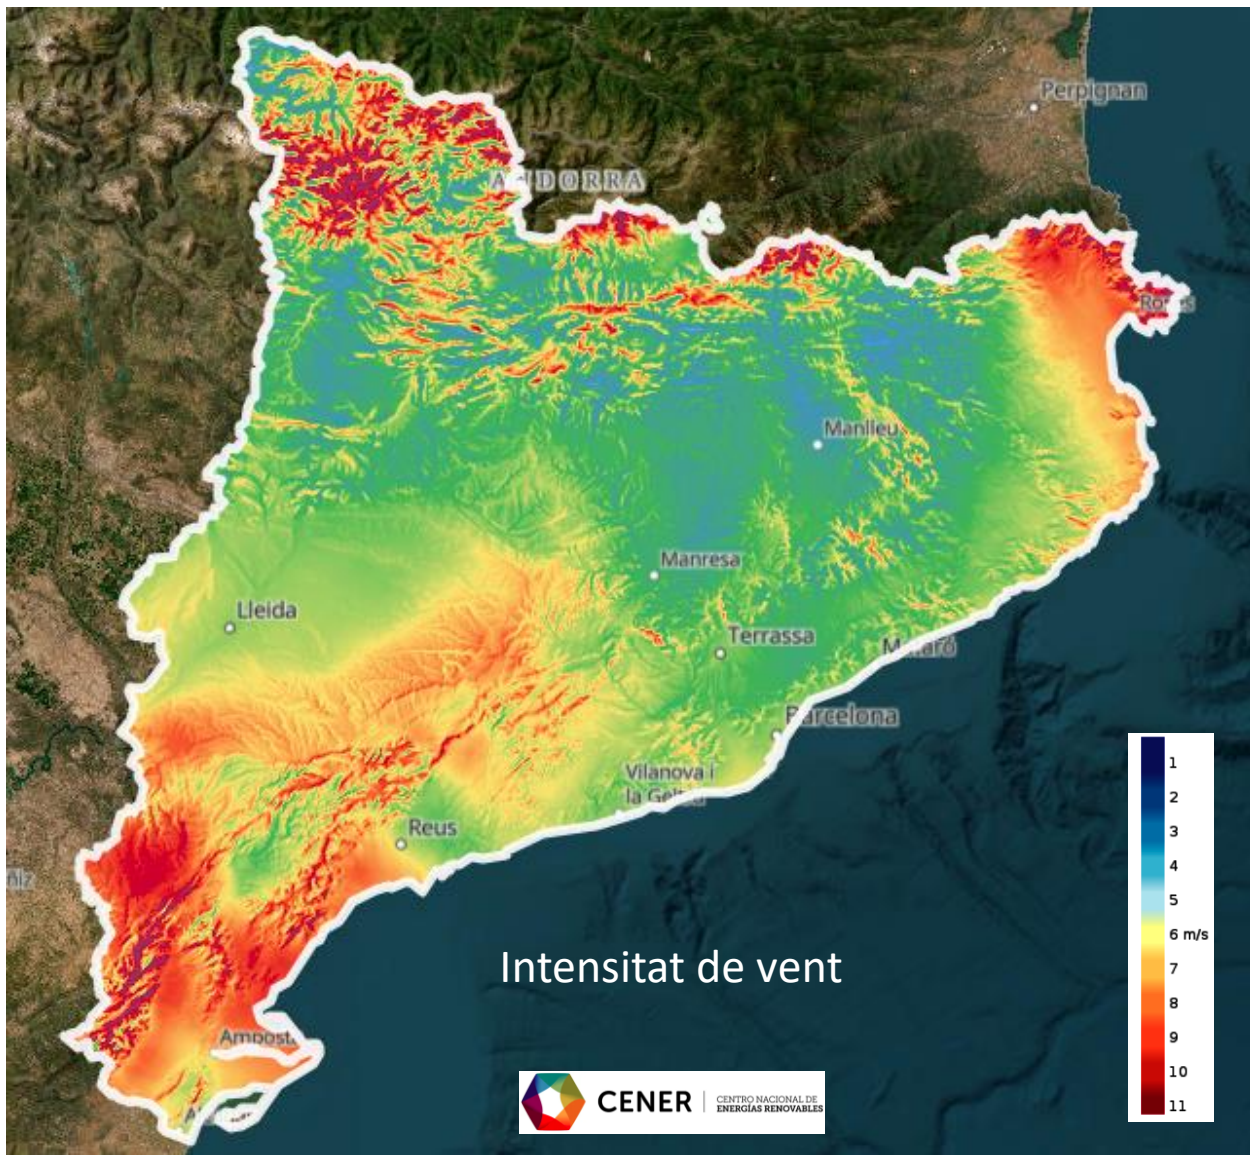 Perpignan
ANDORRA
Manlleu
Manresa
Lleida
Terrassa
Barcelona
Vilanova i
Reus
Intensitat de vent
1
2
3
4
5
6 m/s
7
8
9
10
11
CENER
CENTRO NACIONAL DE
ENERGÍAS RENOVABLES